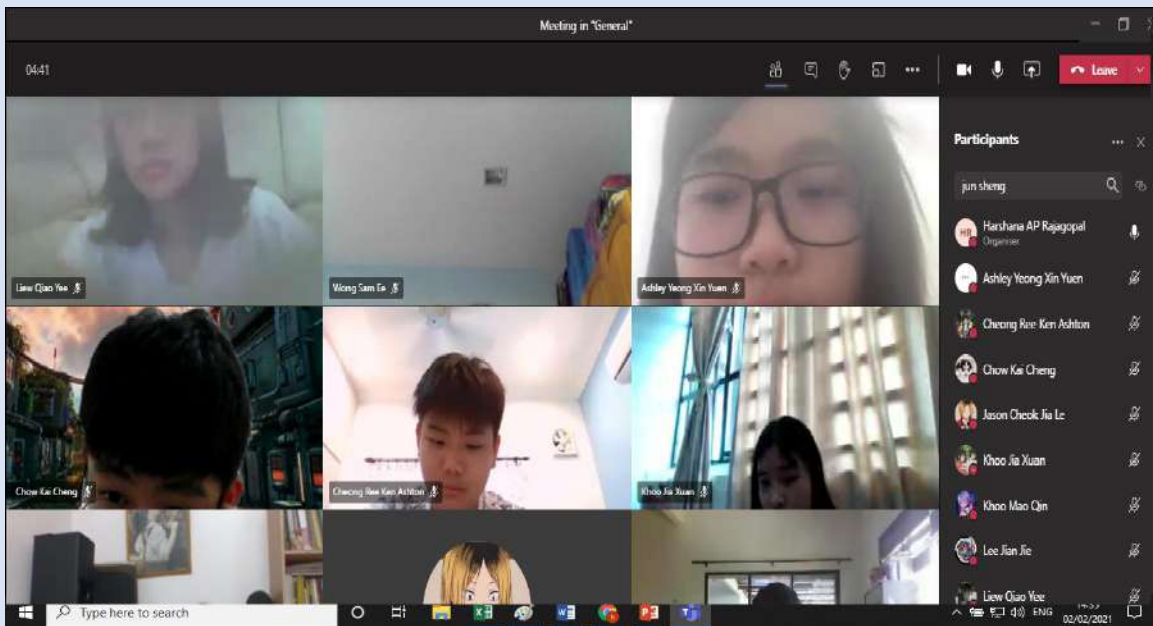 Meeting in "General"
04:41
Leave
Participants
jun sheng
HR
Harshana AP Rajagopal
Organiser
Ashley Yeong Xin Yuen
Cheong Ree Ken Ashton
Chow Kai Cheng
Jason Cheok Jia Le
Khoo Jia Xuan
Khoo Mao Qin
Lee Jian Jie
Liew Qiao Yee
Liew Qiao Yee
Wong Sam Ee
Ashley Yeong Xin Yuen
Chow Kai Cheng
Cheong Ree Ken Ashton
Khoo Jia Xuan
Type here to search
ENG
02/02/2021